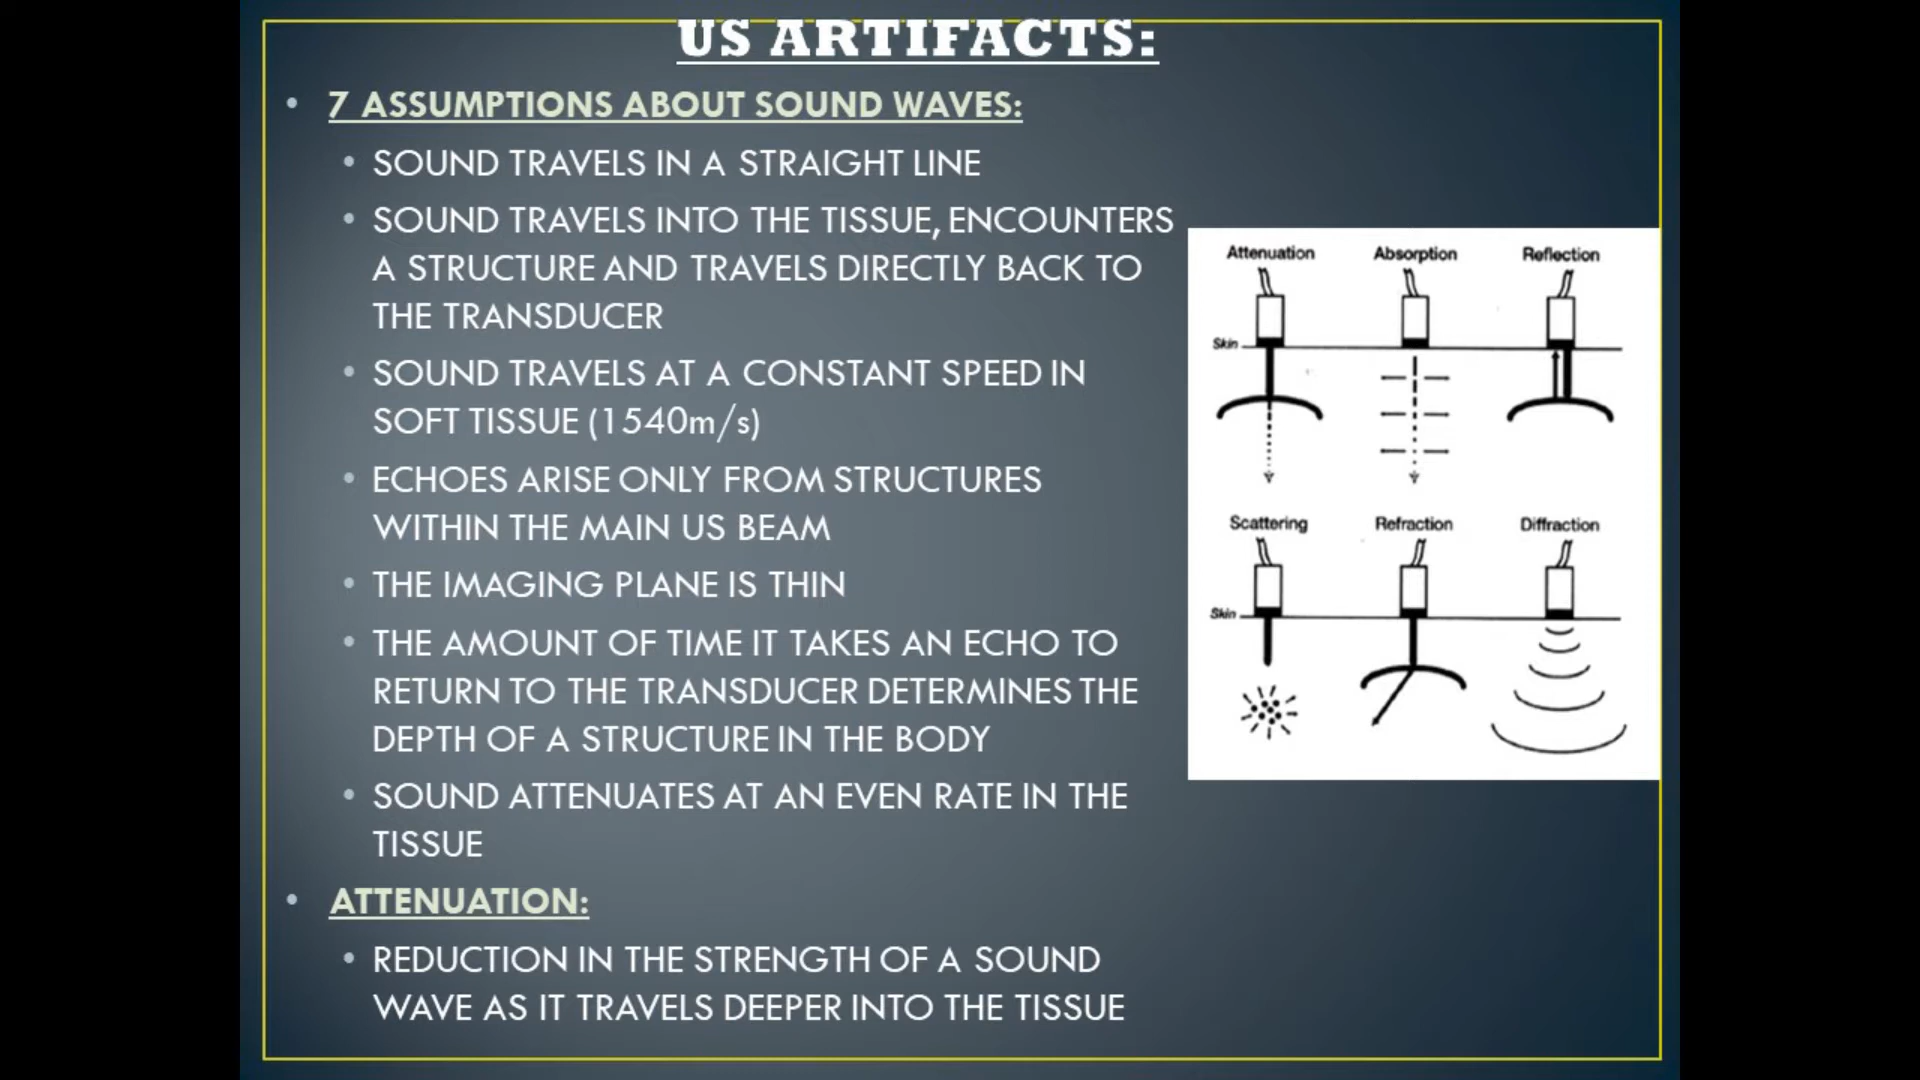 US ARTIFACTS:
• 7 ASSUMPTIONS ABOUT SOUND WAVES:
• SOUND TRAVELS IN A STRAIGHT LINE
• SOUND TRAVELS INTO THE TISSUE, ENCOUNTERS
A STRUCTURE AND TRAVELS DIRECTLY BACK TO
THE TRANSDUCER
• SOUND TRAVELS AT A CONSTANT SPEED IN
SOFT TISSUE (1540m/s)
• ECHOES ARISE ONLY FROM STRUCTURES
WITHIN THE MAIN US BEAM
• THE IMAGING PLANE IS THIN
• THE AMOUNT OF TIME IT TAKES AN ECHO TO
RETURN TO THE TRANSDUCER DETERMINES THE
DEPTH OF A STRUCTURE IN THE BODY
• SOUND ATTENUATES AT AN EVEN RATE IN THE
TISSUE
• ATTENUATION:
• REDUCTION IN THE STRENGTH OF A SOUND
WAVE AS IT TRAVELS DEEPER INTO THE TISSUE
Attenuation Absorption Reflection
Skin
Scattering Refraction Diffraction
Skin